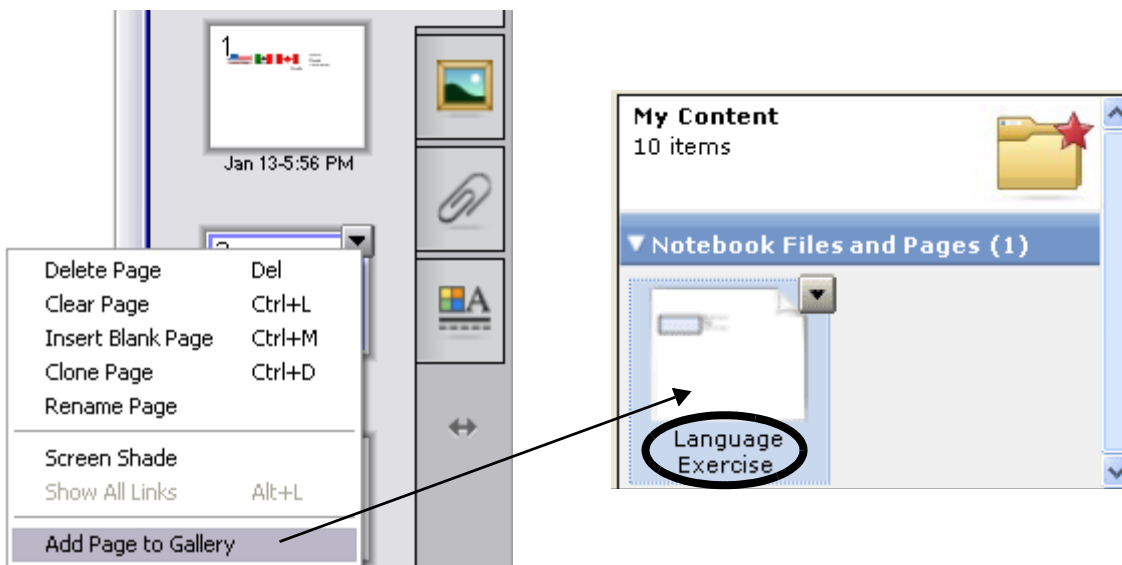 1
Jan 13-5:56 PM
Delete Page Del
Clear Page Ctrl+L
Insert Blank Page Ctrl+M
Clone Page Ctrl+D
Rename Page
Screen Shade
Show All Links Alt+L
Add Page to Gallery
A
My Content
10 items
Notebook Files and Pages (1)
Language
Exercise